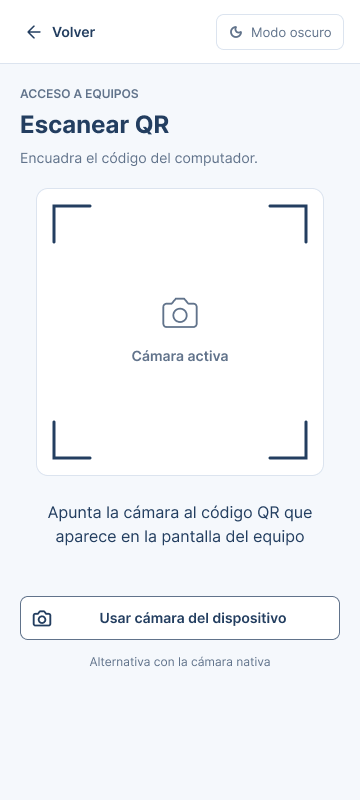 Volver
Modo oscuro
ACCESO A EQUIPOS
Escanear QR
Encuadra el código del computador.
Cámara activa
Apunta la cámara al código QR que
aparece en la pantalla del equipo
Usar cámara del dispositivo
Alternativa con la cámara nativa